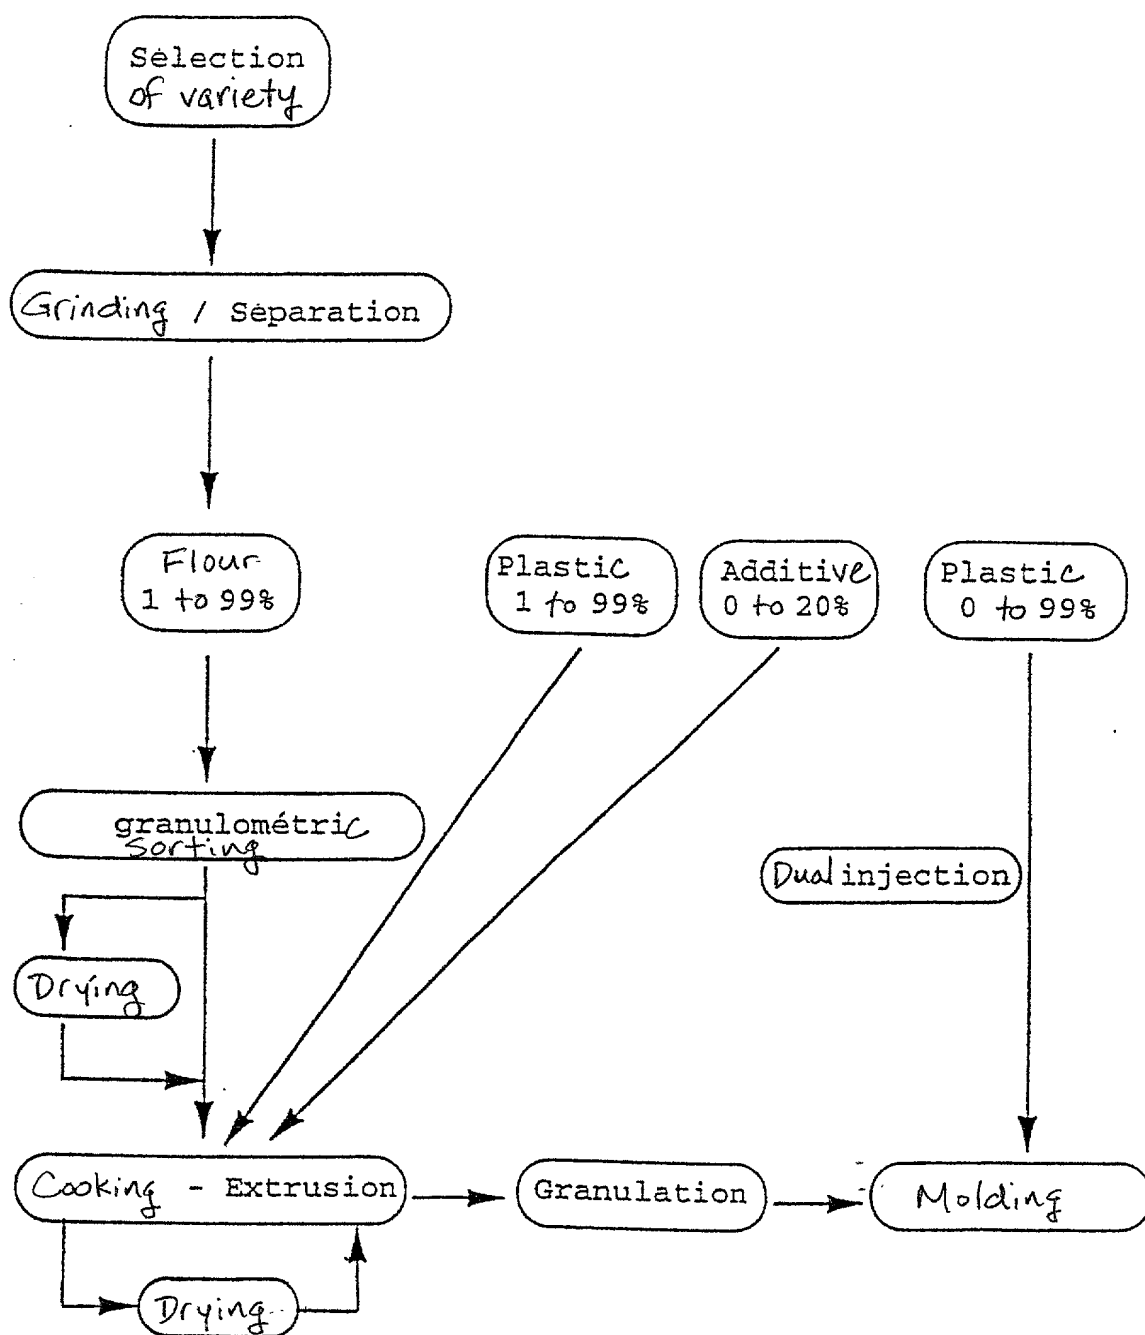 Sélection
of variety
Grinding / Séparation
Flour
1 to 99%
Plastic
1 to 99%
Additive
0 to 20%
Plastic
0 to 99%
granulométric
sorting
Dual injection
Drying
Cooking - Extrusion
Granulation
Molding
Drying